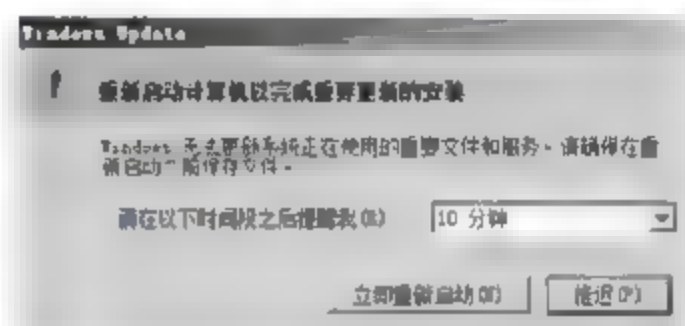 Windows Update
重新启动计算机以完成重要更新的安装
Windows 无法更新系统正在使用的重要文件和服务。请确保在重
新启动之前保存文件。
请在以下时间段之后提醒我(R)
10 分钟
立即重新启动(N)
推迟(P)